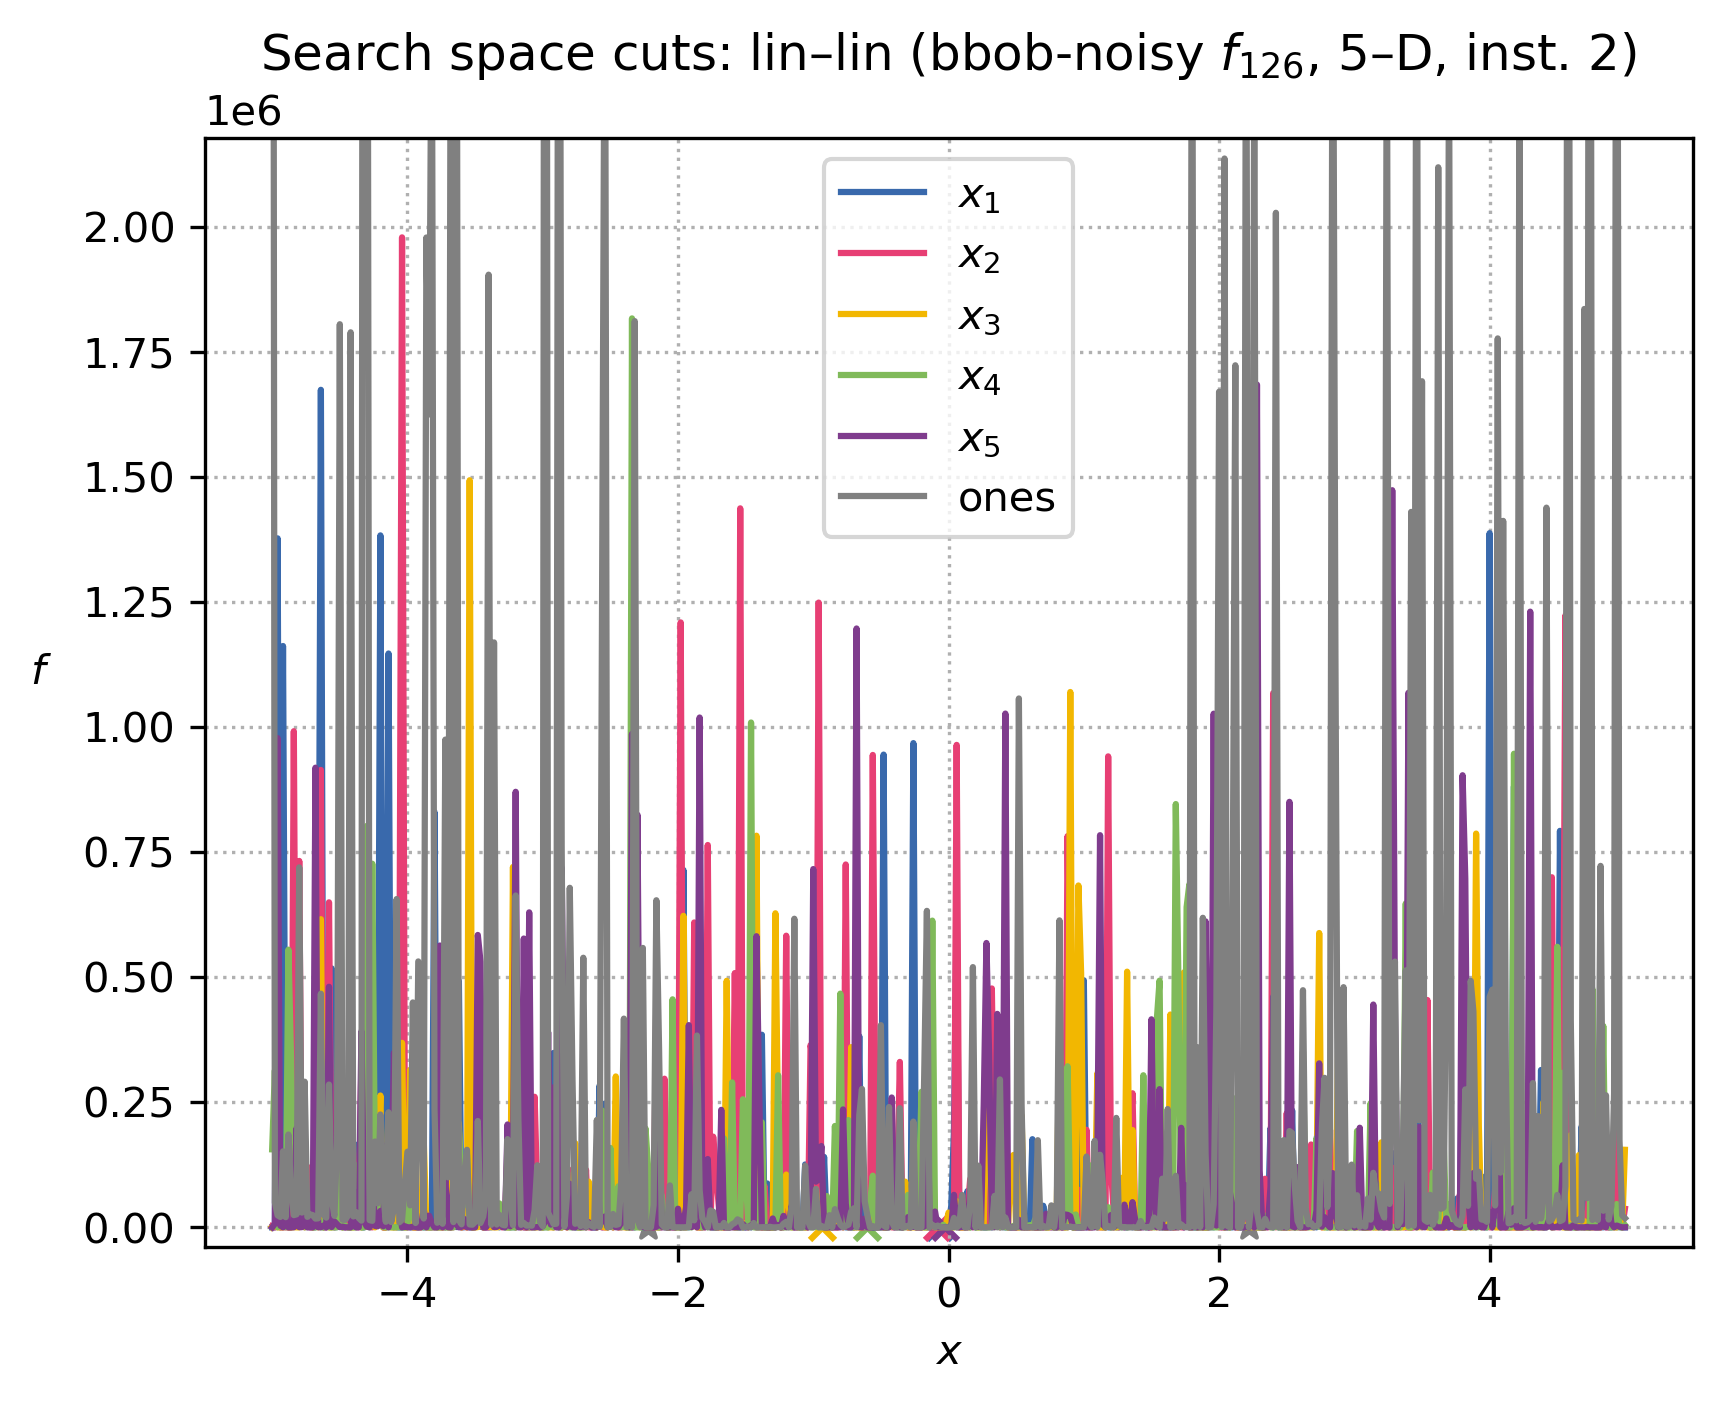 Search space cuts: lin–lin (bbob-noisy f₁₂₆, 5–D, inst. 2)
1e6
x₁
x₂
x₃
x₄
x₅
ones
2.00
1.75
1.50
1.25
1.00
0.75
0.50
0.25
0.00
f
−4 −2 0 2 4
x